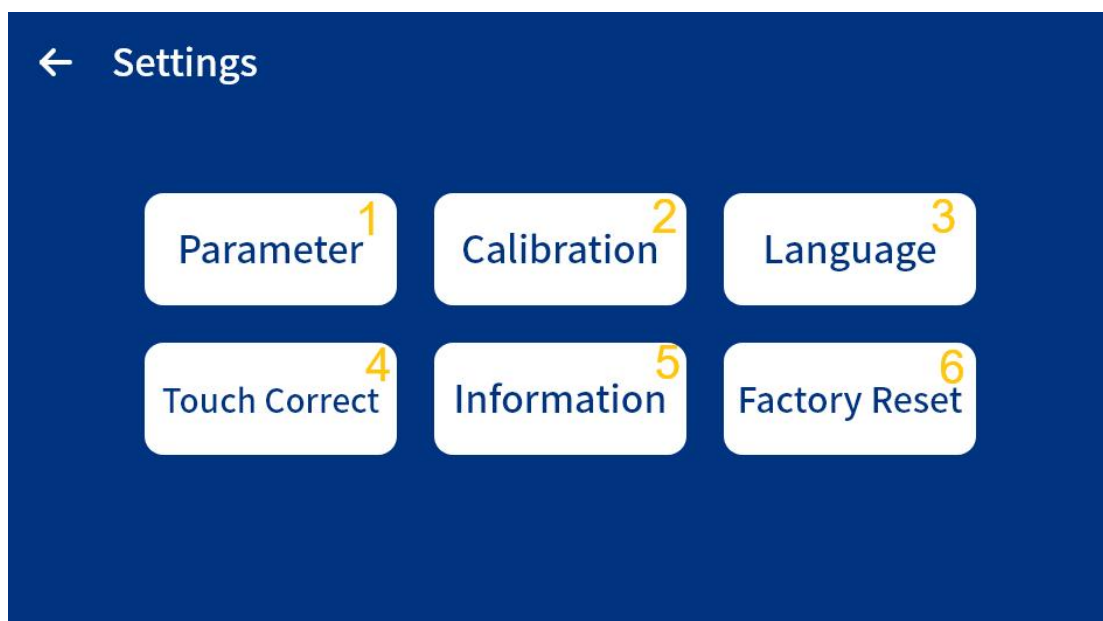 ← Settings
1 2 3
Parameter Calibration Language
4 5 6
Touch Correct Information Factory Reset